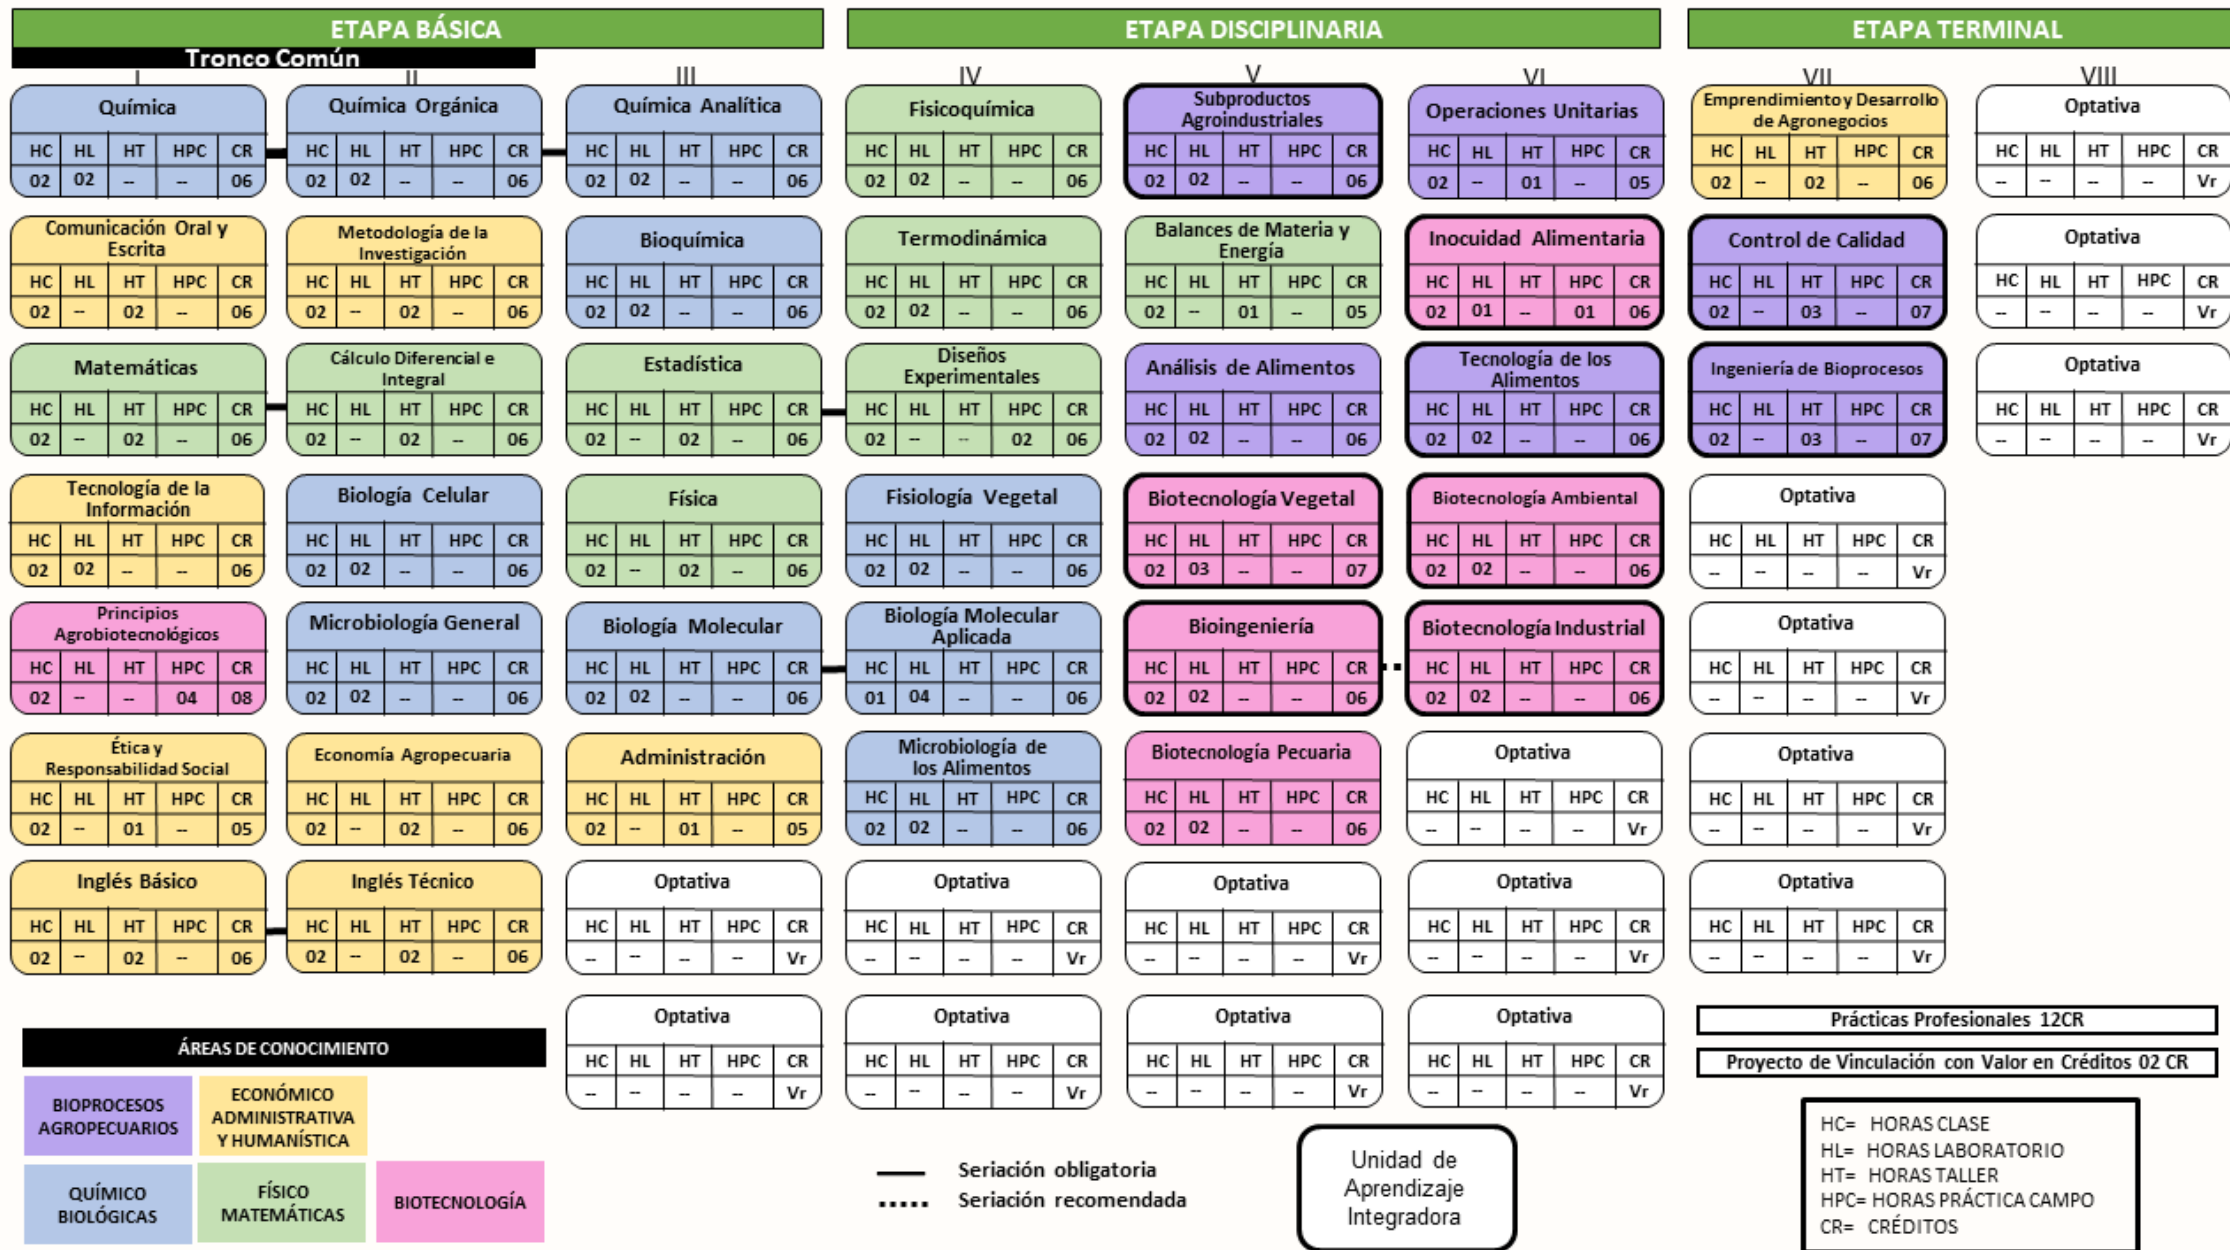 ETAPA BÁSICA ETAPA DISCIPLINARIA ETAPA TERMINAL
Tronco Común
I II III IV V VI VII VIII
Química
HC HL HT HPC CR
02 02 -- -- 06
Química Orgánica
HC HL HT HPC CR
02 02 -- -- 06
Química Analítica
HC HL HT HPC CR
02 02 -- -- 06
Fisicoquímica
HC HL HT HPC CR
02 02 -- -- 06
Subproductos
Agroindustriales
HC HL HT HPC CR
02 02 -- -- 06
Operaciones Unitarias
HC HL HT HPC CR
02 -- 01 -- 05
Emprendimiento y Desarrollo
de Agronegocios
HC HL HT HPC CR
02 -- 02 -- 06
Optativa
HC HL HT HPC CR
-- -- -- -- Vr
Comunicación Oral y
Escrita
HC HL HT HPC CR
02 -- 02 -- 06
Metodología de la
Investigación
HC HL HT HPC CR
02 -- 02 -- 06
Bioquímica
HC HL HT HPC CR
02 02 -- -- 06
Termodinámica
HC HL HT HPC CR
02 02 -- -- 06
Balances de Materia y
Energía
HC HL HT HPC CR
02 -- 01 -- 05
Inocuidad Alimentaria
HC HL HT HPC CR
02 01 -- 01 06
Control de Calidad
HC HL HT HPC CR
02 -- 03 -- 07
Optativa
HC HL HT HPC CR
-- -- -- -- Vr
Matemáticas
HC HL HT HPC CR
02 -- 02 -- 06
Cálculo Diferencial e
Integral
HC HL HT HPC CR
02 -- 02 -- 06
Estadística
HC HL HT HPC CR
02 -- 02 -- 06
Diseños
Experimentales
HC HL HT HPC CR
02 -- -- 02 06
Análisis de Alimentos
HC HL HT HPC CR
02 02 -- -- 06
Tecnología de los
Alimentos
HC HL HT HPC CR
02 02 -- -- 06
Ingeniería de Bioprocesos
HC HL HT HPC CR
02 -- 03 -- 07
Optativa
HC HL HT HPC CR
-- -- -- -- Vr
Tecnología de la
Información
HC HL HT HPC CR
02 02 -- -- 06
Biología Celular
HC HL HT HPC CR
02 02 -- -- 06
Física
HC HL HT HPC CR
02 -- 02 -- 06
Fisiología Vegetal
HC HL HT HPC CR
02 02 -- -- 06
Biotecnología Vegetal
HC HL HT HPC CR
02 03 -- -- 07
Biotecnología Ambiental
HC HL HT HPC CR
02 02 -- -- 06
Optativa
HC HL HT HPC CR
-- -- -- -- Vr
Principios
Agrobiotecnológicos
HC HL HT HPC CR
02 -- -- 04 08
Microbiología General
HC HL HT HPC CR
02 02 -- -- 06
Biología Molecular
HC HL HT HPC CR
02 02 -- -- 06
Biología Molecular
Aplicada
HC HL HT HPC CR
01 04 -- -- 06
Bioingeniería
HC HL HT HPC CR
02 02 -- -- 06
Biotecnología Industrial
HC HL HT HPC CR
02 02 -- -- 06
Optativa
HC HL HT HPC CR
-- -- -- -- Vr
Ética y
Responsabilidad Social
HC HL HT HPC CR
02 -- 01 -- 05
Economía Agropecuaria
HC HL HT HPC CR
02 -- 02 -- 06
Administración
HC HL HT HPC CR
02 -- 01 -- 05
Microbiología de
los Alimentos
HC HL HT HPC CR
02 02 -- -- 06
Biotecnología Pecuaria
HC HL HT HPC CR
02 02 -- -- 06
Optativa
HC HL HT HPC CR
-- -- -- -- Vr
Optativa
HC HL HT HPC CR
-- -- -- -- Vr
Inglés Básico
HC HL HT HPC CR
02 -- 02 -- 06
Inglés Técnico
HC HL HT HPC CR
02 -- 02 -- 06
Optativa
HC HL HT HPC CR
-- -- -- -- Vr
Optativa
HC HL HT HPC CR
-- -- -- -- Vr
Optativa
HC HL HT HPC CR
-- -- -- -- Vr
Optativa
HC HL HT HPC CR
-- -- -- -- Vr
Optativa
HC HL HT HPC CR
-- -- -- -- Vr
Optativa
HC HL HT HPC CR
-- -- -- -- Vr
Optativa
HC HL HT HPC CR
-- -- -- -- Vr
Optativa
HC HL HT HPC CR
-- -- -- -- Vr
Optativa
HC HL HT HPC CR
-- -- -- -- Vr
Prácticas Profesionales 12CR
Proyecto de Vinculación con Valor en Créditos 02 CR
ÁREAS DE CONOCIMIENTO
BIOPROCESOS
AGROPECUARIOS
ECONÓMICO
ADMINISTRATIVA
Y HUMANÍSTICA
QUÍMICO
BIOLÓGICAS
FÍSICO
MATEMÁTICAS
BIOTECNOLOGÍA
Seriación obligatoria
Seriación recomendada
Unidad de
Aprendizaje
Integradora
HC= HORAS CLASE
HL= HORAS LABORATORIO
HT= HORAS TALLER
HPC= HORAS PRÁCTICA CAMPO
CR= CRÉDITOS